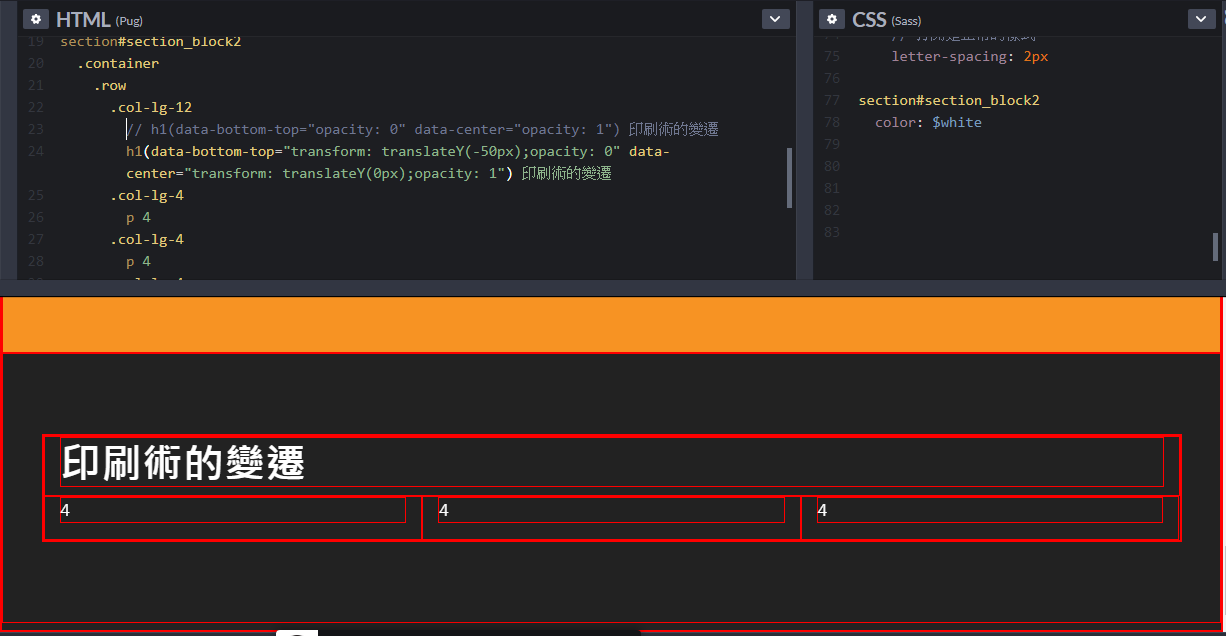 HTML (Pug)
19 section#section_block2
20 .container
21 .row
22 .col-lg-12
23 // h1(data-bottom-top="opacity: 0" data-center="opacity: 1") 印刷術的變遷
24 h1(data-bottom-top="transform: translateY(-50px);opacity: 0" data-
center="transform: translateY(0px);opacity: 1") 印刷術的變遷
25 .col-lg-4
26 p 4
27 .col-lg-4
28 p 4
CSS (Sass)
75 letter-spacing: 2px
76
77 section#section_block2
78 color: $white
79
80
81
82
83
印刷術的變遷
4 4 4